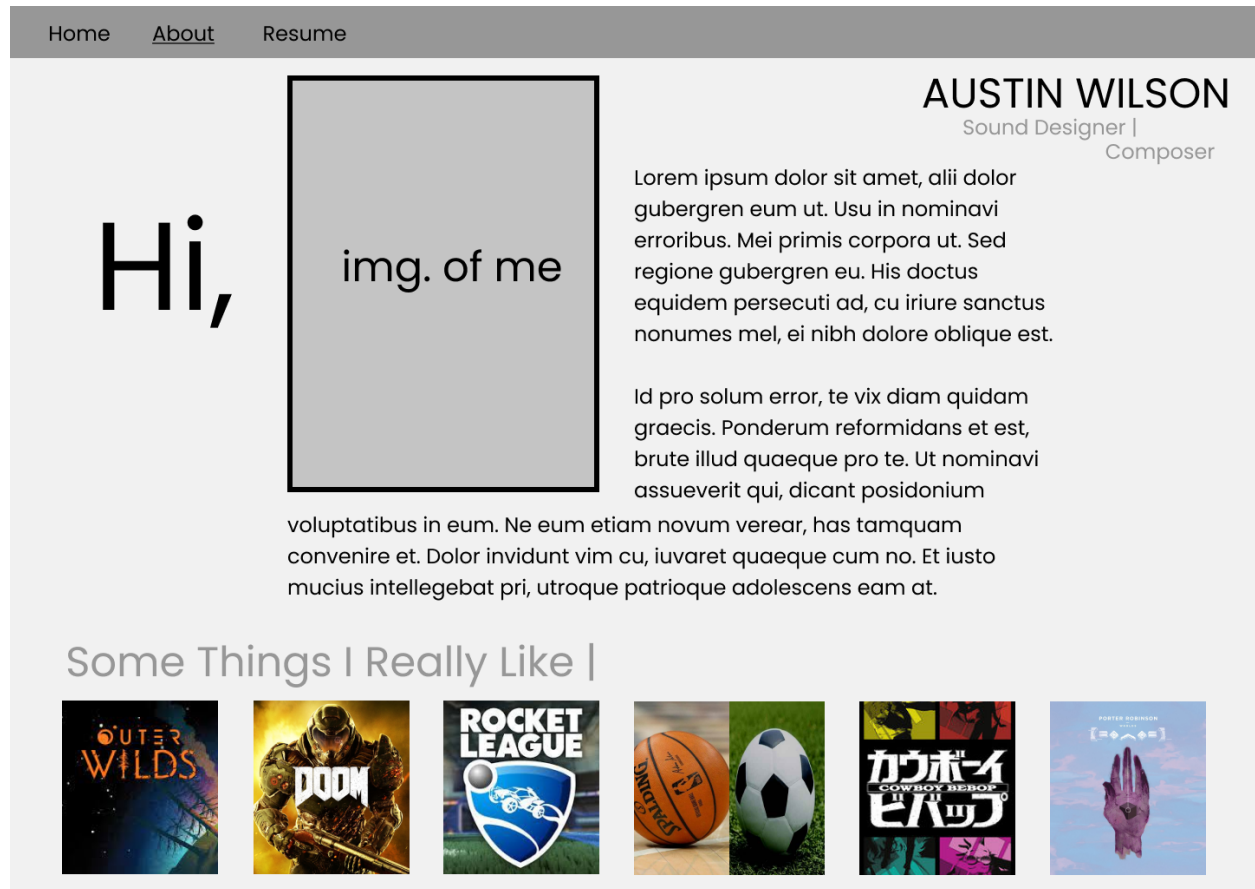 Home About Resume
AUSTIN WILSON
Sound Designer |
Composer
Hi,
img. of me
Lorem ipsum dolor sit amet, alii dolor
gubergren eum ut. Usu in nominavi
erroribus. Mei primis corpora ut. Sed
regione gubergren eu. His doctus
equidem persecuti ad, cu iriure sanctus
nonumes mel, ei nibh dolore oblique est.
Id pro solum error, te vix diam quidam
graecis. Ponderum reformidans et est,
brute illud quaeque pro te. Ut nominavi
assueverit qui, dicant posidonium
voluptatibus in eum. Ne eum etiam novum verear, has tamquam
convenire et. Dolor invidunt vim cu, iuvaret quaeque cum no. Et iusto
mucius intellegebat pri, utroque patrioque adolescens eam at.
Some Things I Really Like |
OUTER
WILDS
DOOM
ROCKET
LEAGUE
SPALDING
カウボーイ
COWBOY BEBOP
ビバップ
PORTER ROBINSON